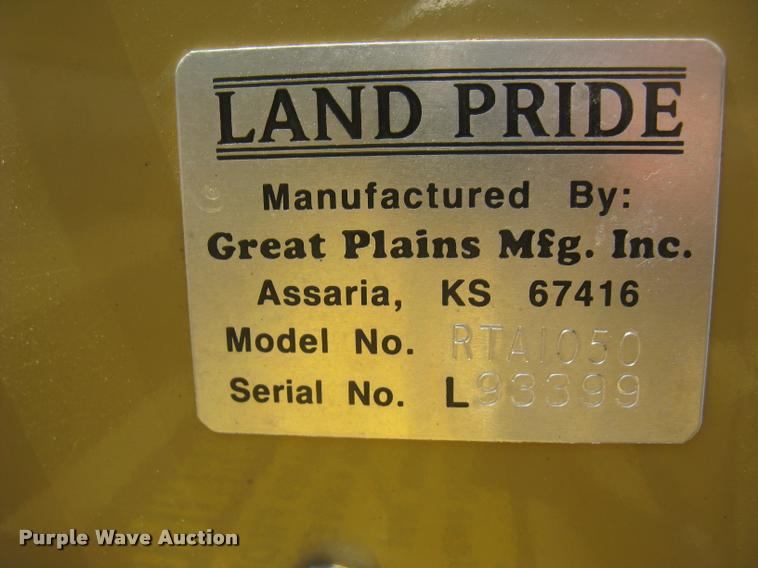 LAND PRIDE
Manufactured By:
Great Plains Mfg. Inc.
Assaria, KS 67416
Model No. RTA1050
Serial No. L93399
Purple Wave Auction